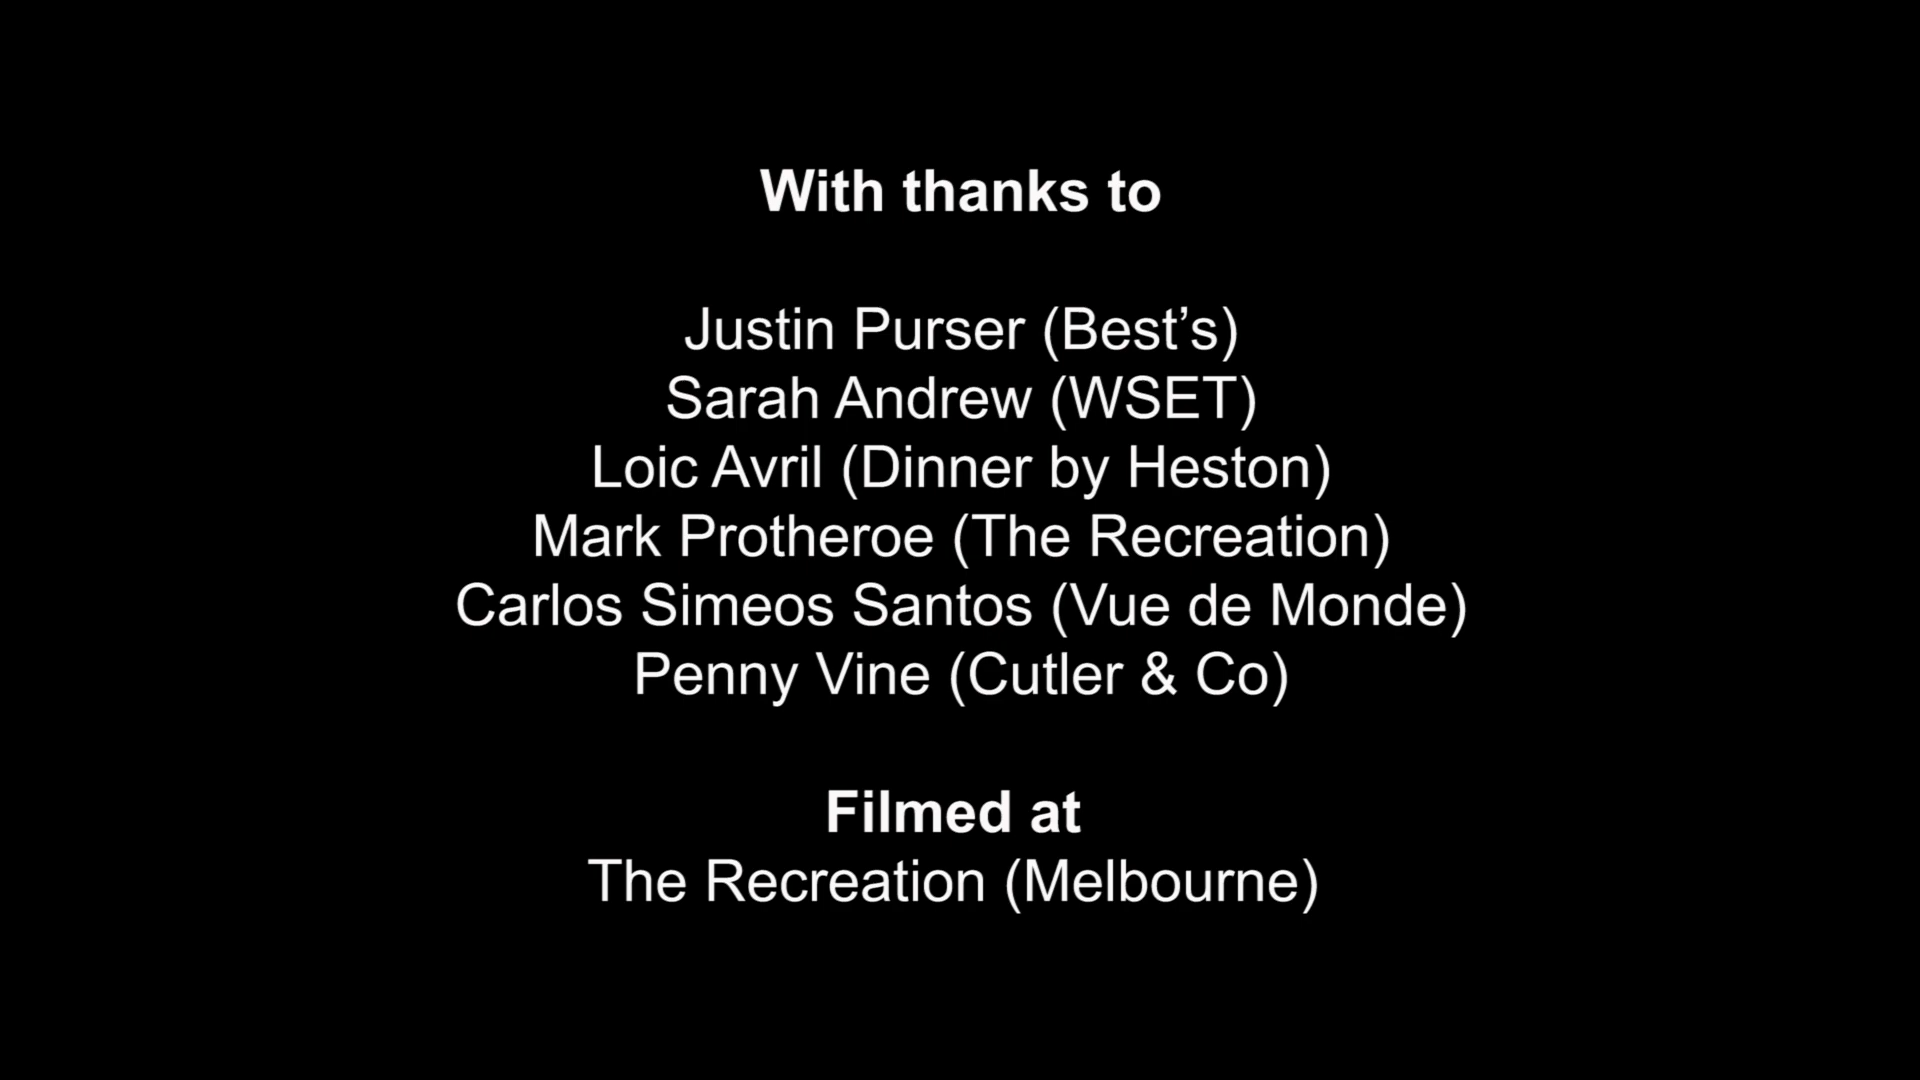 With thanks to
Justin Purser (Best’s)
Sarah Andrew (WSET)
Loic Avril (Dinner by Heston)
Mark Protheroe (The Recreation)
Carlos Simeos Santos (Vue de Monde)
Penny Vine (Cutler & Co)
Filmed at
The Recreation (Melbourne)